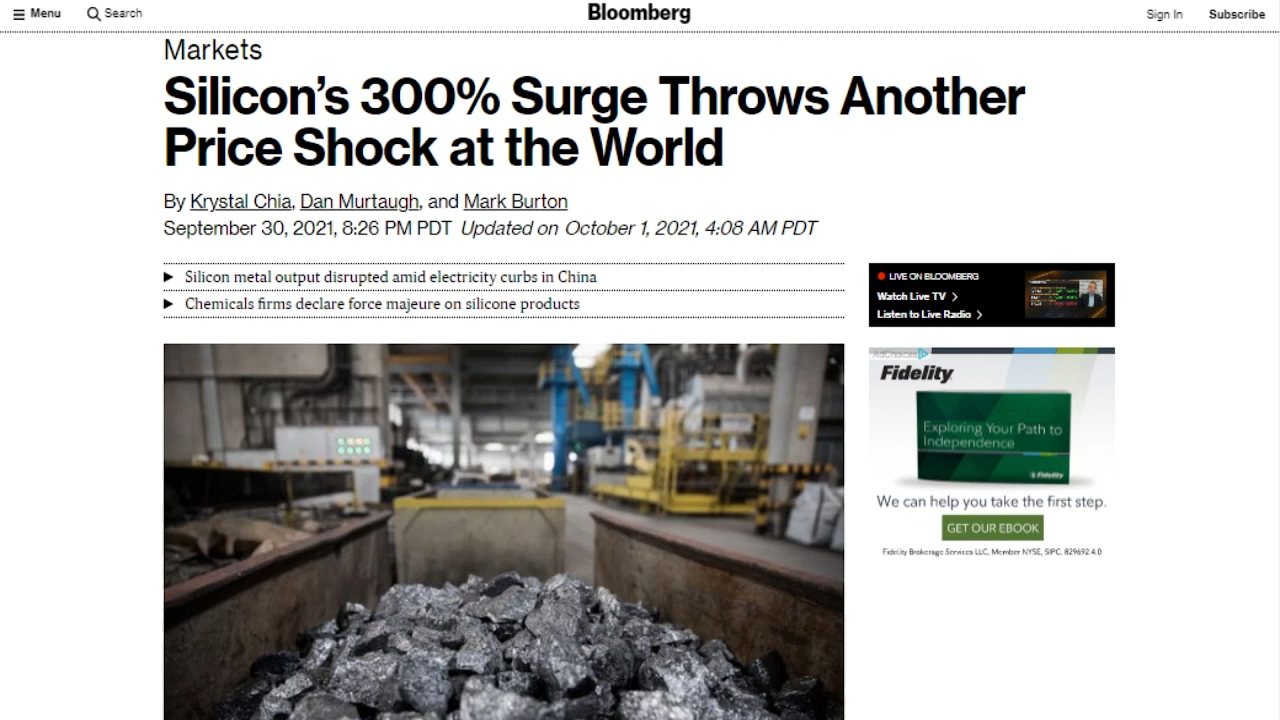 Menu
Search
Bloomberg
Sign In
Subscribe
Markets
Silicon's 300% Surge Throws Another
Price Shock at the World
By Krystal Chia, Dan Murtaugh, and Mark Burton
September 30, 2021, 8:26 PM PDT Updated on October 1, 2021, 4:08 AM PDT
Silicon metal output disrupted amid electricity curbs in China
Chemicals firms declare force majeure on silicone products
LIVE ON BLOOMBERG
Watch Live TV
Listen to Live Radio
AdChoices
Fidelity
Exploring Your Path to
Independence
Fidelity
We can help you take the first step.
GET OUR EBOOK
Fidelity Brokerage Services LLC, Member NYSE, SIPC. 829692.4.0